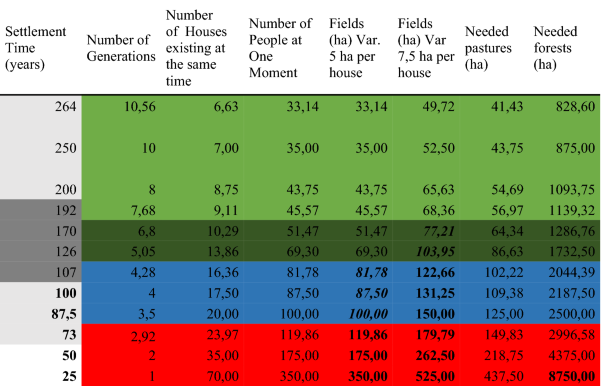 Settlement Time (years) | Number of Generations | Number of Houses existing at the same time | Number of People at One Moment | Fields (ha) Var. 5 ha per house | Fields (ha) Var 7,5 ha per house | Needed pastures (ha) | Needed forests (ha)
264 10,56 6,63 33,14 33,14 49,72 41,43 828,60
250 10 7,00 35,00 35,00 52,50 43,75 875,00
200 8 8,75 43,75 43,75 65,63 54,69 1093,75
192 7,68 9,11 45,57 45,57 68,36 56,97 1139,32
170 6,8 10,29 51,47 51,47 77,21 64,34 1286,76
126 5,05 13,86 69,30 69,30 103,95 86,63 1732,50
107 4,28 16,36 81,78 81,78 122,66 102,22 2044,39
100 4 17,50 87,50 87,50 131,25 109,38 2187,50
87,5 3,5 20,00 100,00 100,00 150,00 125,00 2500,00
73 2,92 23,97 119,86 119,86 179,79 149,83 2996,58
50 2 35,00 175,00 175,00 262,50 218,75 4375,00
25 1 70,00 350,00 350,00 525,00 437,50 8750,00